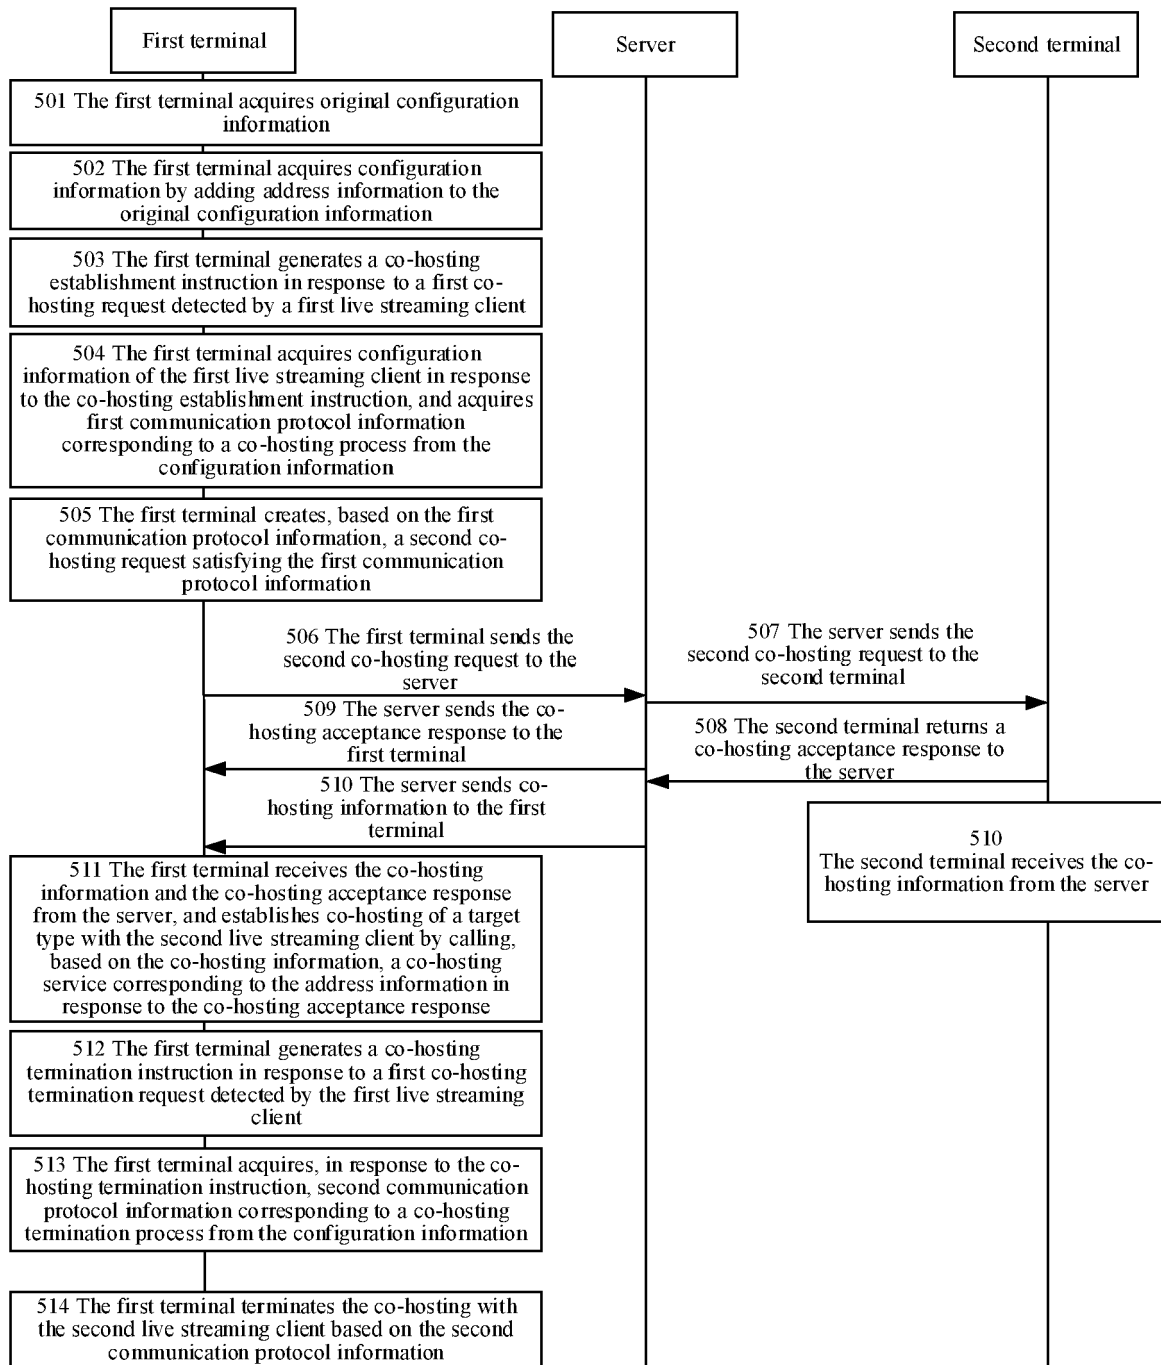 First terminal
Server
Second terminal
501 The first terminal acquires original configuration
information
502 The first terminal acquires configuration
information by adding address information to the
original configuration information
503 The first terminal generates a co-hosting
establishment instruction in response to a first co-
hosting request detected by a first live streaming client
504 The first terminal acquires configuration
information of the first live streaming client in response
to the co-hosting establishment instruction, and acquires
first communication protocol information
corresponding to a co-hosting process from the
configuration information
505 The first terminal creates, based on the first
communication protocol information, a second co-
hosting request satisfying the first communication
protocol information
506 The first terminal sends the
second co-hosting request to the
server
507 The server sends the
second co-hosting request to the
second terminal
509 The server sends the co-
hosting acceptance response to the
first terminal
508 The second terminal returns a
co-hosting acceptance response to
the server
510 The server sends co-
hosting information to the first
terminal
510
The second terminal receives the co-
hosting information from the server
511 The first terminal receives the co-hosting
information and the co-hosting acceptance response
from the server, and establishes co-hosting of a target
type with the second live streaming client by calling,
based on the co-hosting information, a co-hosting
service corresponding to the address information in
response to the co-hosting acceptance response
512 The first terminal generates a co-hosting
termination instruction in response to a first co-hosting
termination request detected by the first live streaming
client
513 The first terminal acquires, in response to the co-
hosting termination instruction, second communication
protocol information corresponding to a co-hosting
termination process from the configuration information
514 The first terminal terminates the co-hosting with
the second live streaming client based on the second
communication protocol information